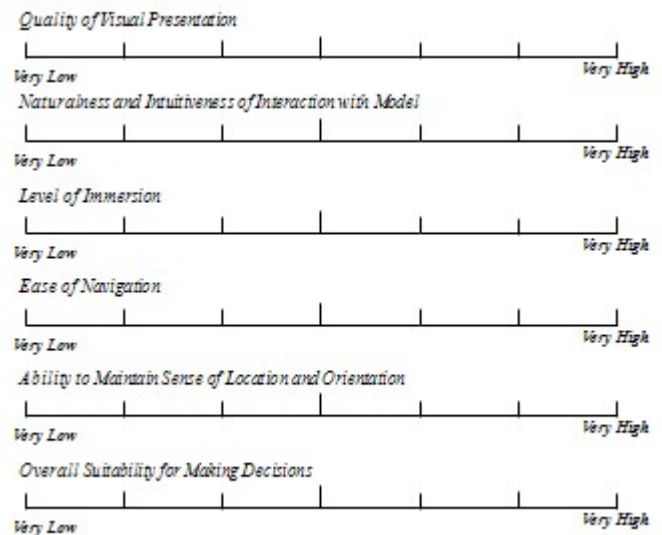 Quality of Visual Presentation
Very Low Very High
Naturalness and Intuitiveness of Interaction with Model
Very Low Very High
Level of Immersion
Very Low Very High
Ease of Navigation
Very Low Very High
Ability to Maintain Sense of Location and Orientation
Very Low Very High
Overall Suitability for Making Decisions
Very Low Very High